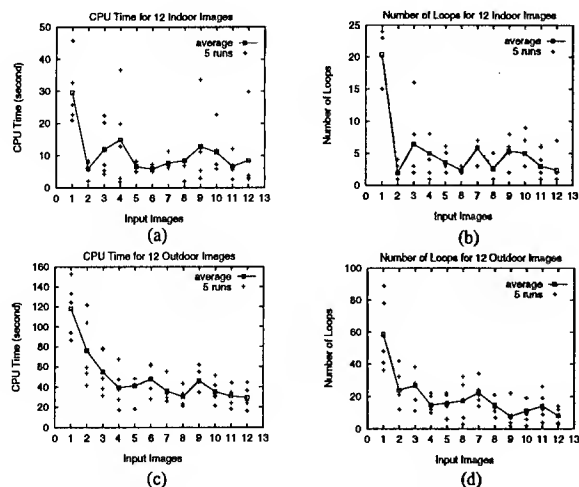 CPU Time for 12 Indoor Images
average
5 runs
CPU Time (second)
50
40
30
20
10
0
0 1 2 3 4 5 6 7 8 9 10 11 12 13
Input Images
(a)
Number of Loops for 12 Indoor Images
average
5 runs
Number of Loops
25
20
15
10
5
0
0 1 2 3 4 5 6 7 8 9 10 11 12 13
Input Images
(b)
CPU Time for 12 Outdoor Images
average
5 runs
CPU Time (second)
160
140
120
100
80
60
40
20
0
0 1 2 3 4 5 6 7 8 9 10 11 12 13
Input Images
(c)
Number of Loops for 12 Outdoor Images
average
5 runs
Number of Loops
100
80
60
40
20
0
0 1 2 3 4 5 6 7 8 9 10 11 12 13
Input Images
(d)